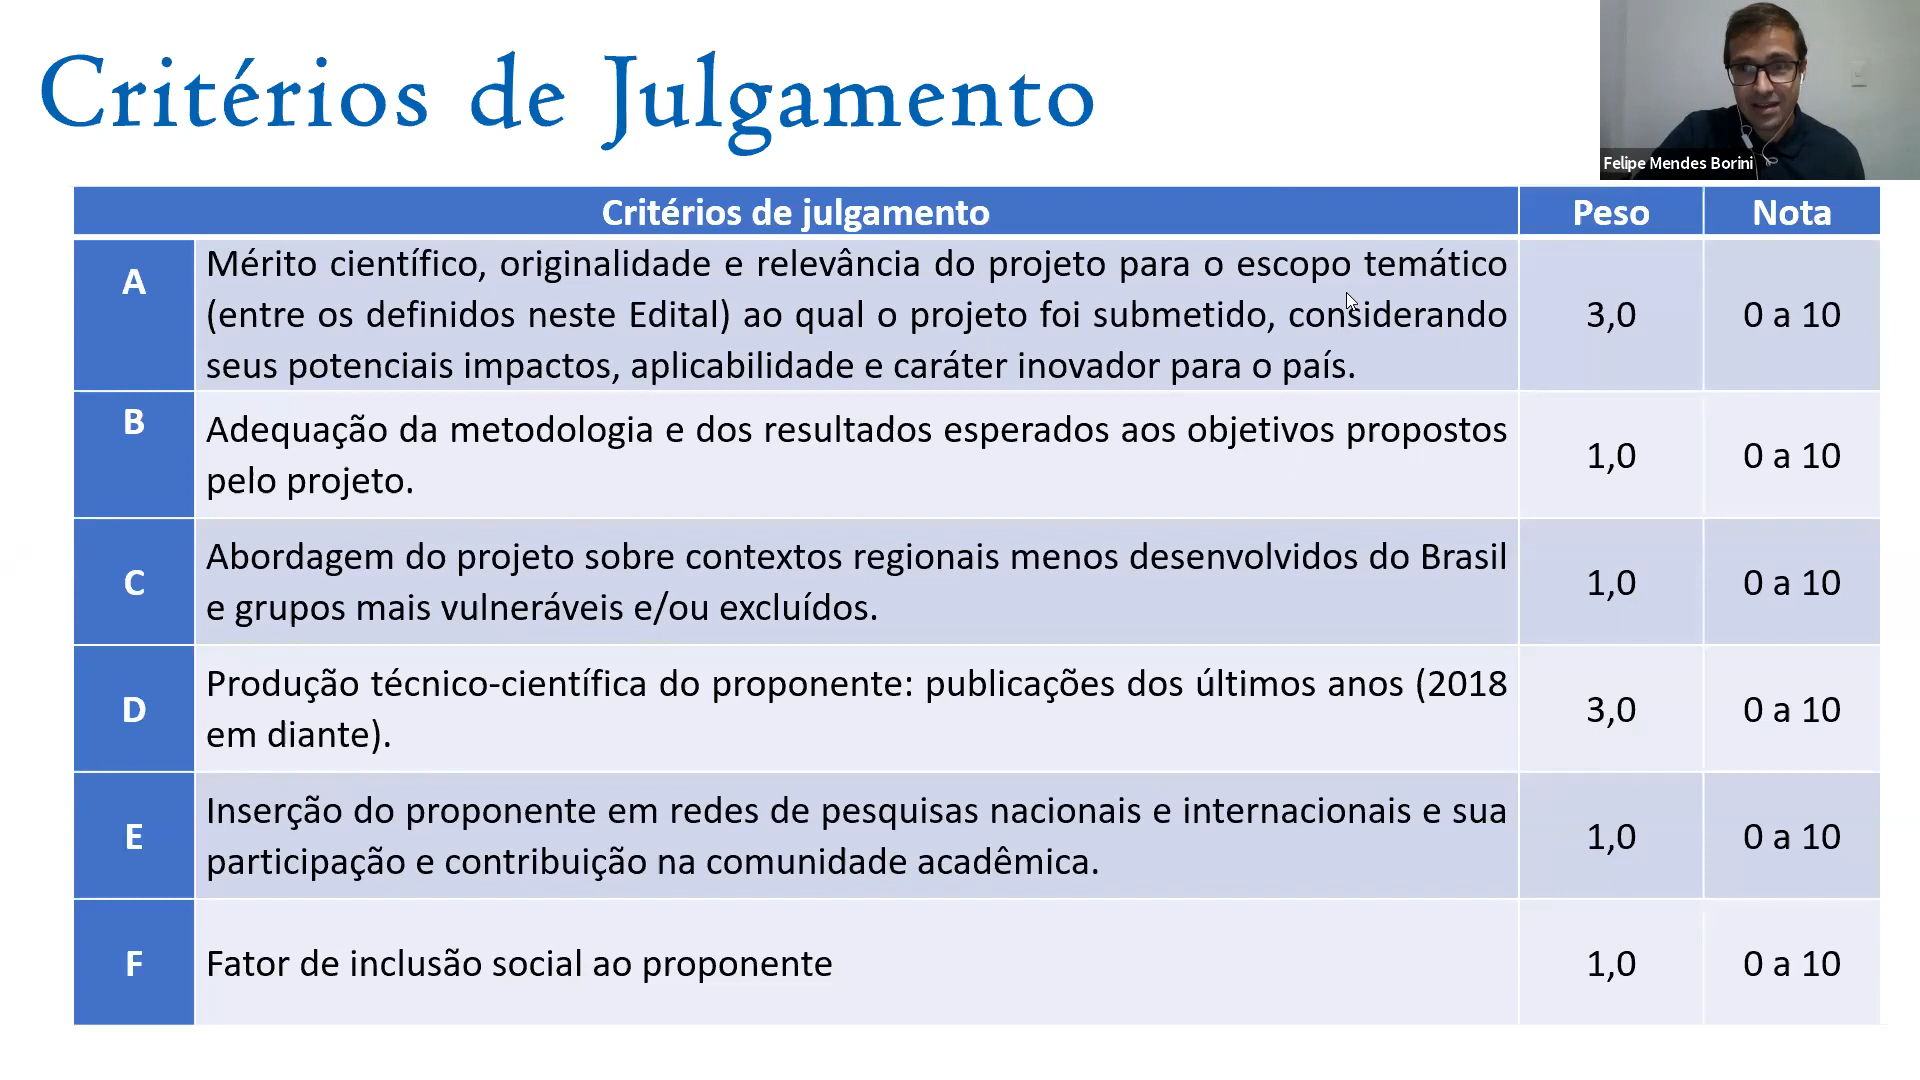 Critérios de Julgamento
Felipe Mendes Borini
Critérios de julgamento Peso Nota
A Mérito científico, originalidade e relevância do projeto para o escopo temático
(entre os definidos neste Edital) ao qual o projeto foi submetido, considerando
seus potenciais impactos, aplicabilidade e caráter inovador para o país.
3,0 0 a 10
B Adequação da metodologia e dos resultados esperados aos objetivos propostos
pelo projeto.
1,0 0 a 10
C Abordagem do projeto sobre contextos regionais menos desenvolvidos do Brasil
e grupos mais vulneráveis e/ou excluídos.
1,0 0 a 10
D Produção técnico-científica do proponente: publicações dos últimos anos (2018
em diante).
3,0 0 a 10
E Inserção do proponente em redes de pesquisas nacionais e internacionais e sua
participação e contribuição na comunidade acadêmica.
1,0 0 a 10
F Fator de inclusão social ao proponente 1,0 0 a 10